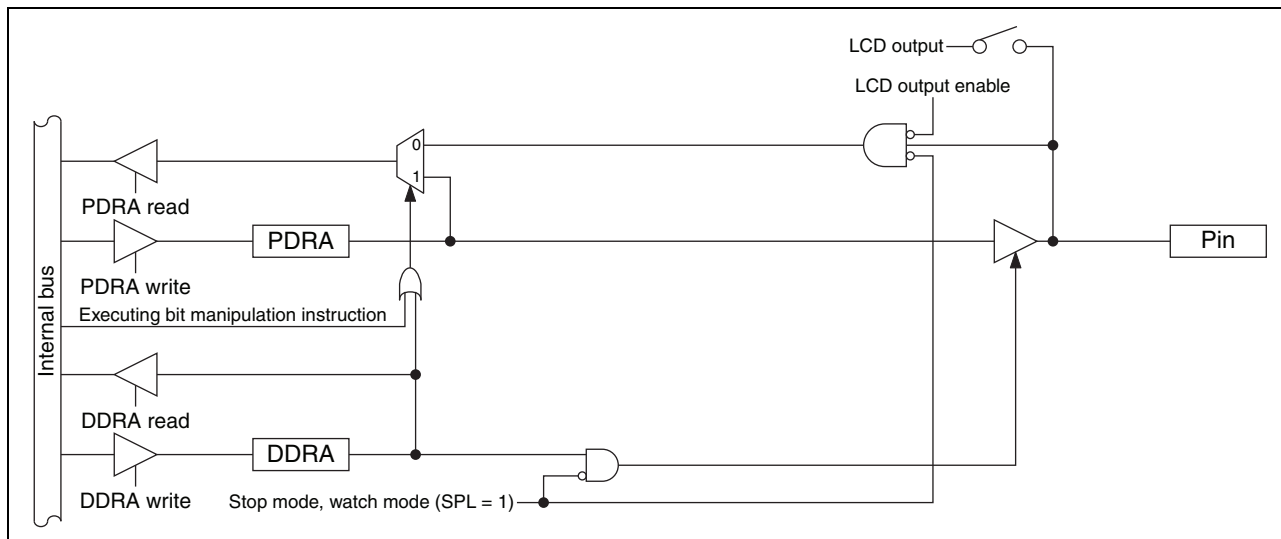 LCD output
LCD output enable
0
1
PDRA read
PDRA
Pin
PDRA write
Internal bus
Executing bit manipulation instruction
DDRA read
DDRA
DDRA write
Stop mode, watch mode (SPL = 1)